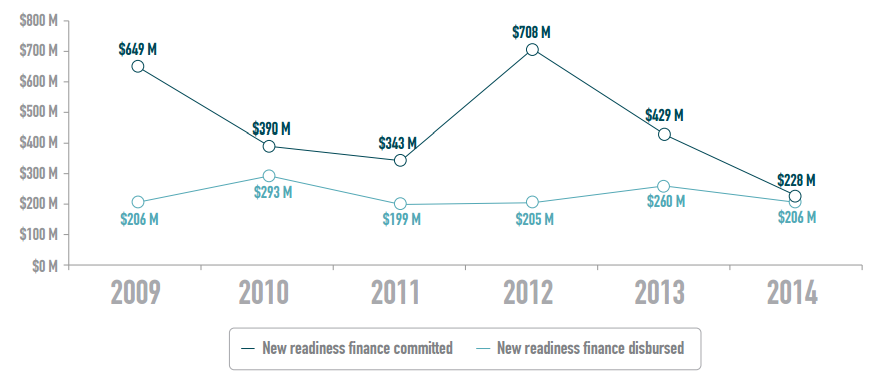 $800 M
$700 M
$600 M
$500 M
$400 M
$300 M
$200 M
$100 M
$0 M
$649 M
$390 M
$343 M
$708 M
$429 M
$228 M
$206 M
$293 M
$199 M
$205 M
$260 M
$206 M
2009 2010 2011 2012 2013 2014
New readiness finance committed New readiness finance disbursed